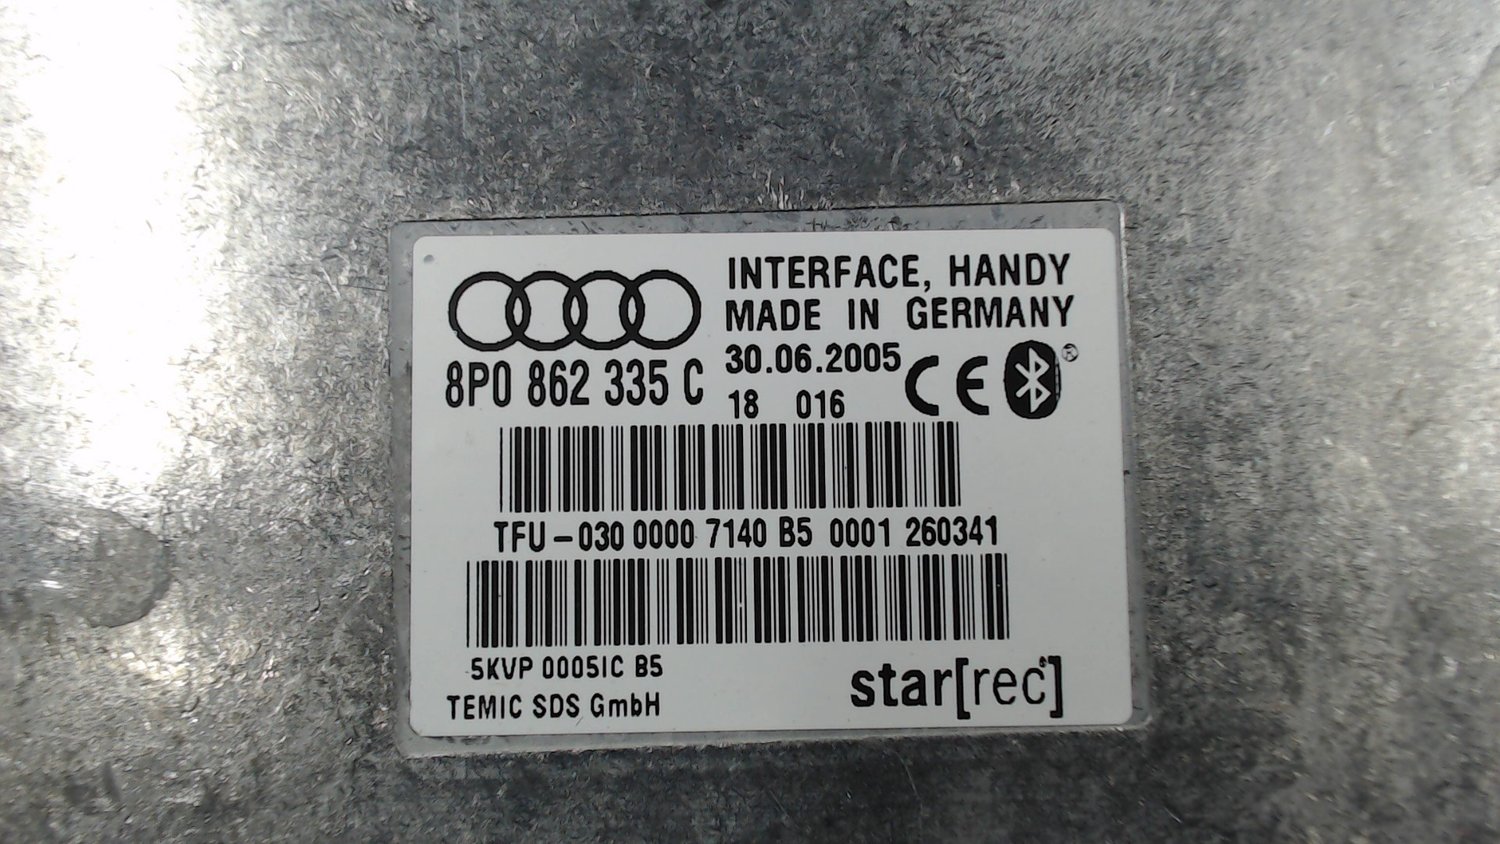 INTERFACE, HANDY
MADE IN GERMANY
8P0 862 335 C
30.06.2005
18 016
CE
®
TFU-030 0000 7140 B5 0001 260341
5KVP 0005IC B5
TEMIC SDS GmbH
star[rec]